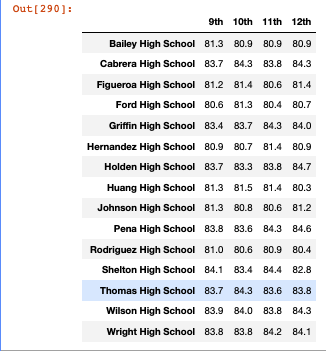 Out[290]:
9th 10th 11th 12th
Bailey High School 81.3 80.9 80.9 80.9
Cabrera High School 83.7 84.3 83.8 84.3
Figueroa High School 81.2 81.4 80.6 81.4
Ford High School 80.6 81.3 80.4 80.7
Griffin High School 83.4 83.7 84.3 84.0
Hernandez High School 80.9 80.7 81.4 80.9
Holden High School 83.7 83.3 83.8 84.7
Huang High School 81.3 81.5 81.4 80.3
Johnson High School 81.3 80.8 80.6 81.2
Pena High School 83.8 83.6 84.3 84.6
Rodriguez High School 81.0 80.6 80.9 80.4
Shelton High School 84.1 83.4 84.4 82.8
Thomas High School 83.7 84.3 83.6 83.8
Wilson High School 83.9 84.0 83.8 84.3
Wright High School 83.8 83.8 84.2 84.1